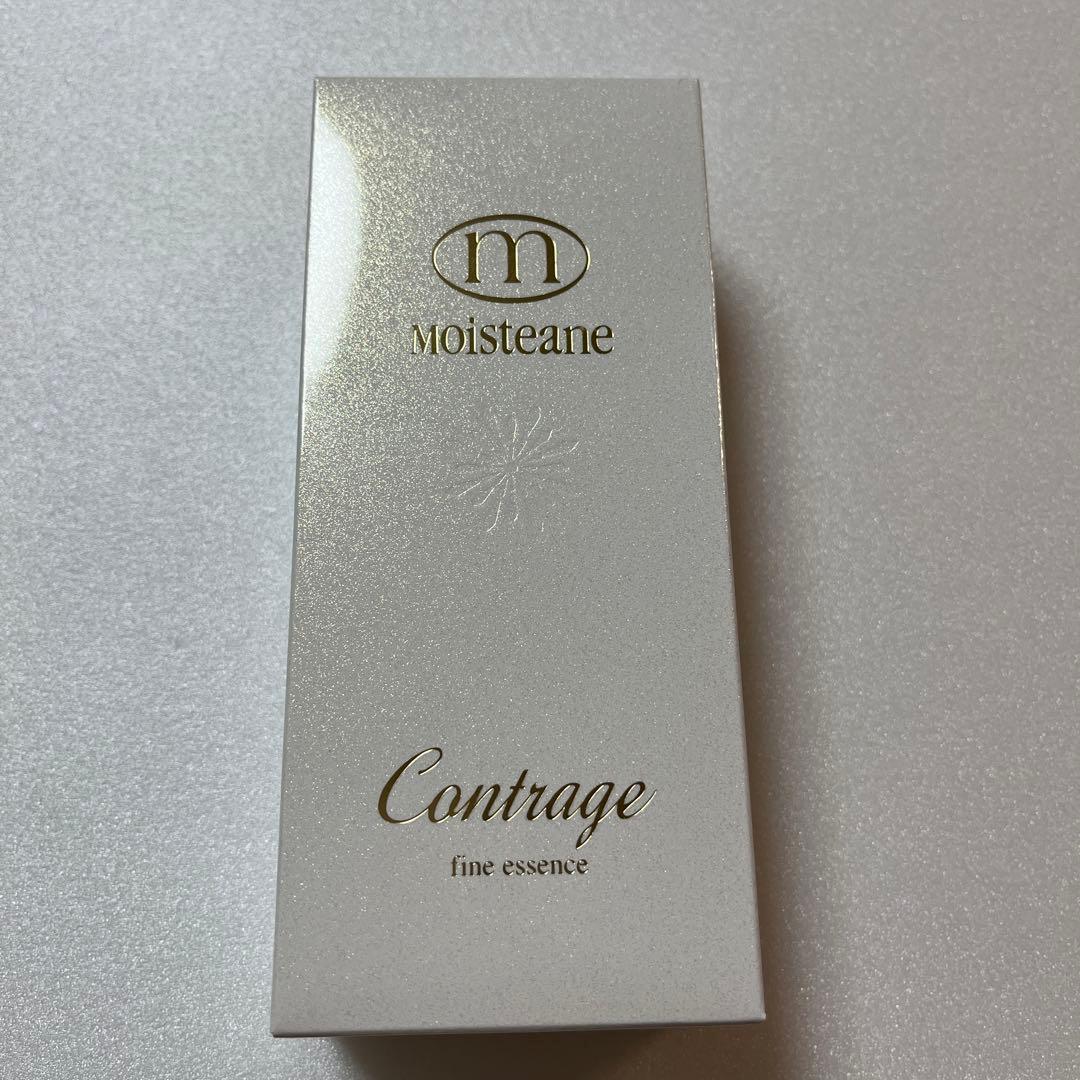 m
Moisteane
Contrage
fine essence